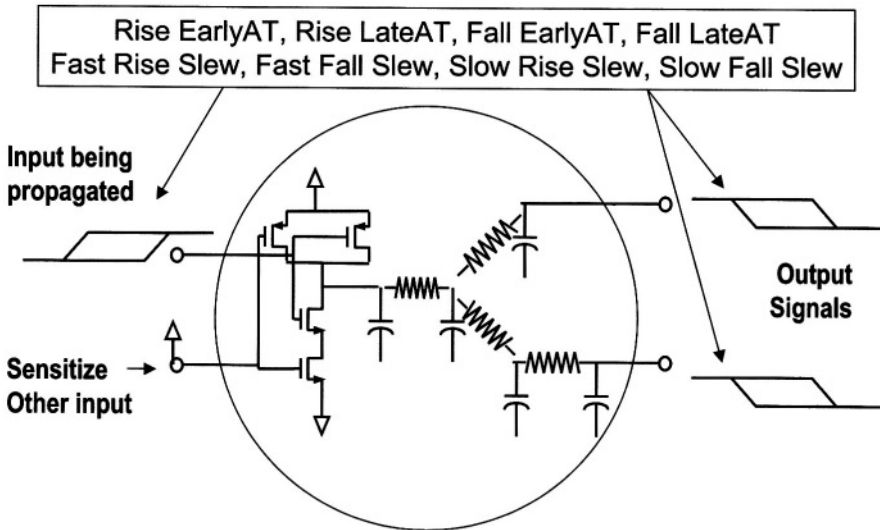 Rise EarlyAT, Rise LateAT, Fall EarlyAT, Fall LateAT
Fast Rise Slew, Fast Fall Slew, Slow Rise Slew, Slow Fall Slew
Input being
propagated
Output
Signals
Sensitize
Other input